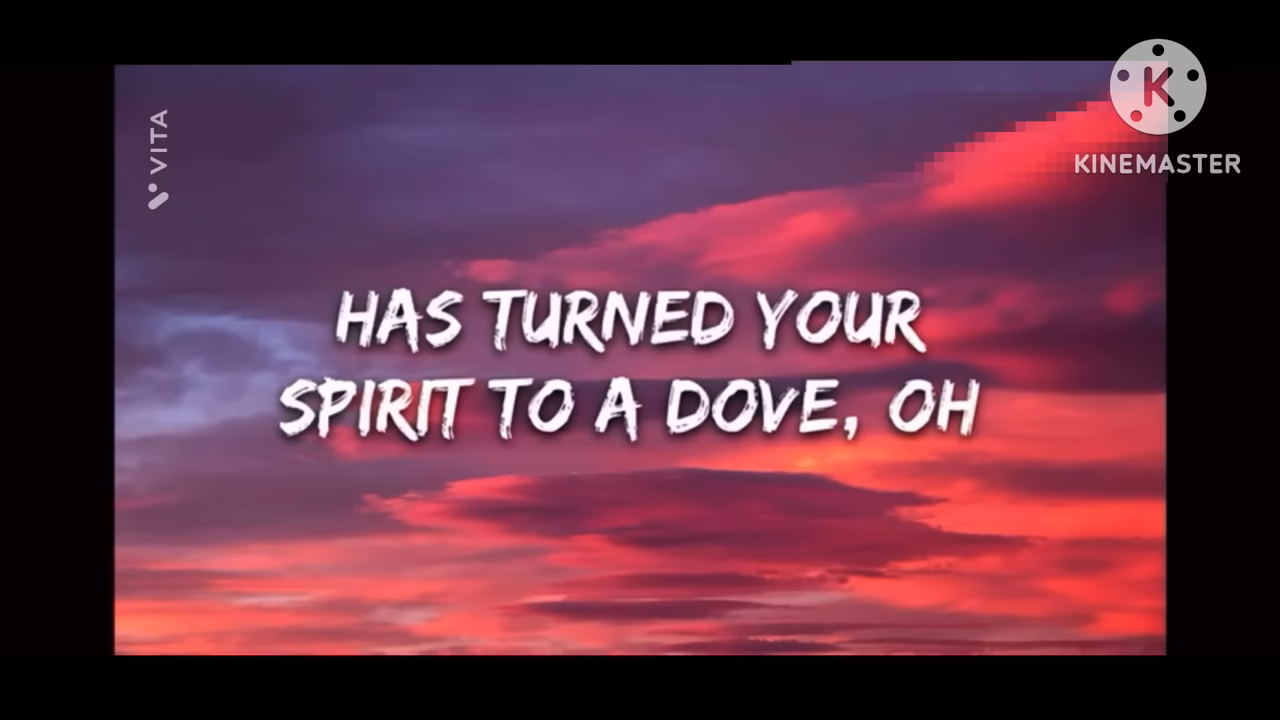 VITA
K
KINEMASTER
HAS TURNED YOUR
SPIRIT TO A DOVE, OH